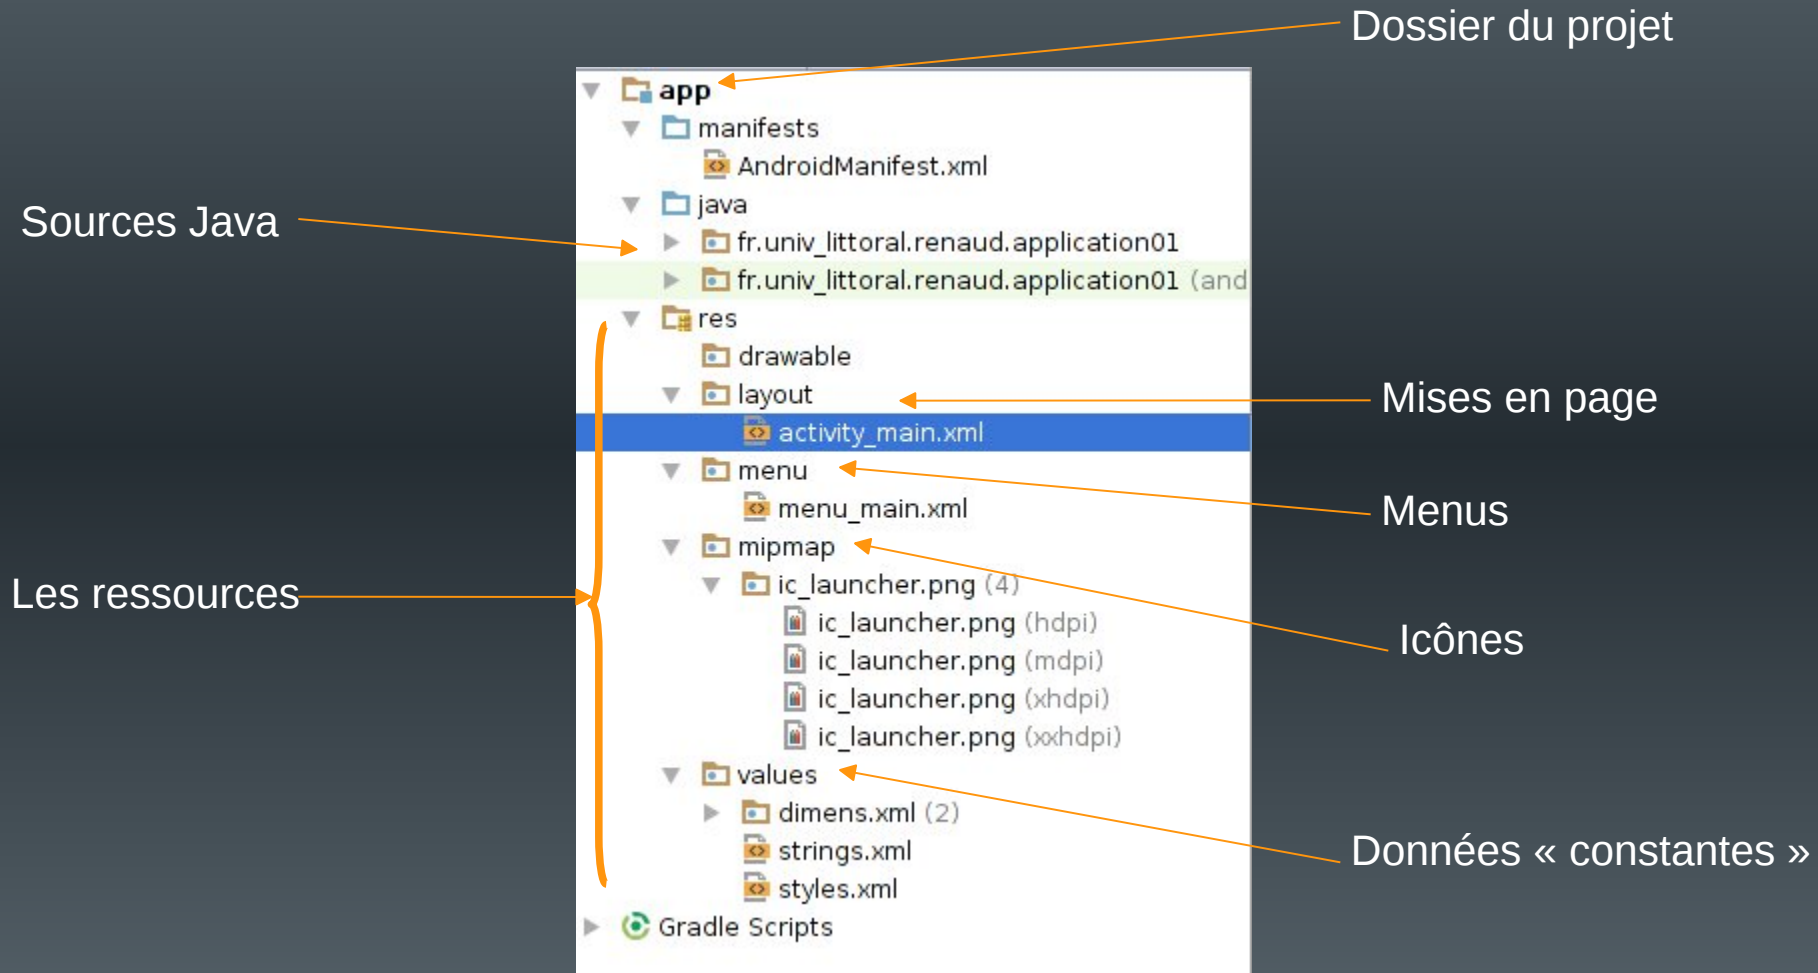 Dossier du projet
app
manifests
AndroidManifest.xml
java
Sources Java
fr.univ_littoral.renaud.application01
fr.univ_littoral.renaud.application01 (and
res
drawable
layout
Mises en page
activity_main.xml
menu
menu_main.xml
Menus
mipmap
Les ressources
ic_launcher.png (4)
ic_launcher.png (hdpi)
Icônes
ic_launcher.png (mdpi)
ic_launcher.png (xhdpi)
ic_launcher.png (xxhdpi)
values
dimens.xml (2)
strings.xml
Données « constantes »
styles.xml
Gradle Scripts